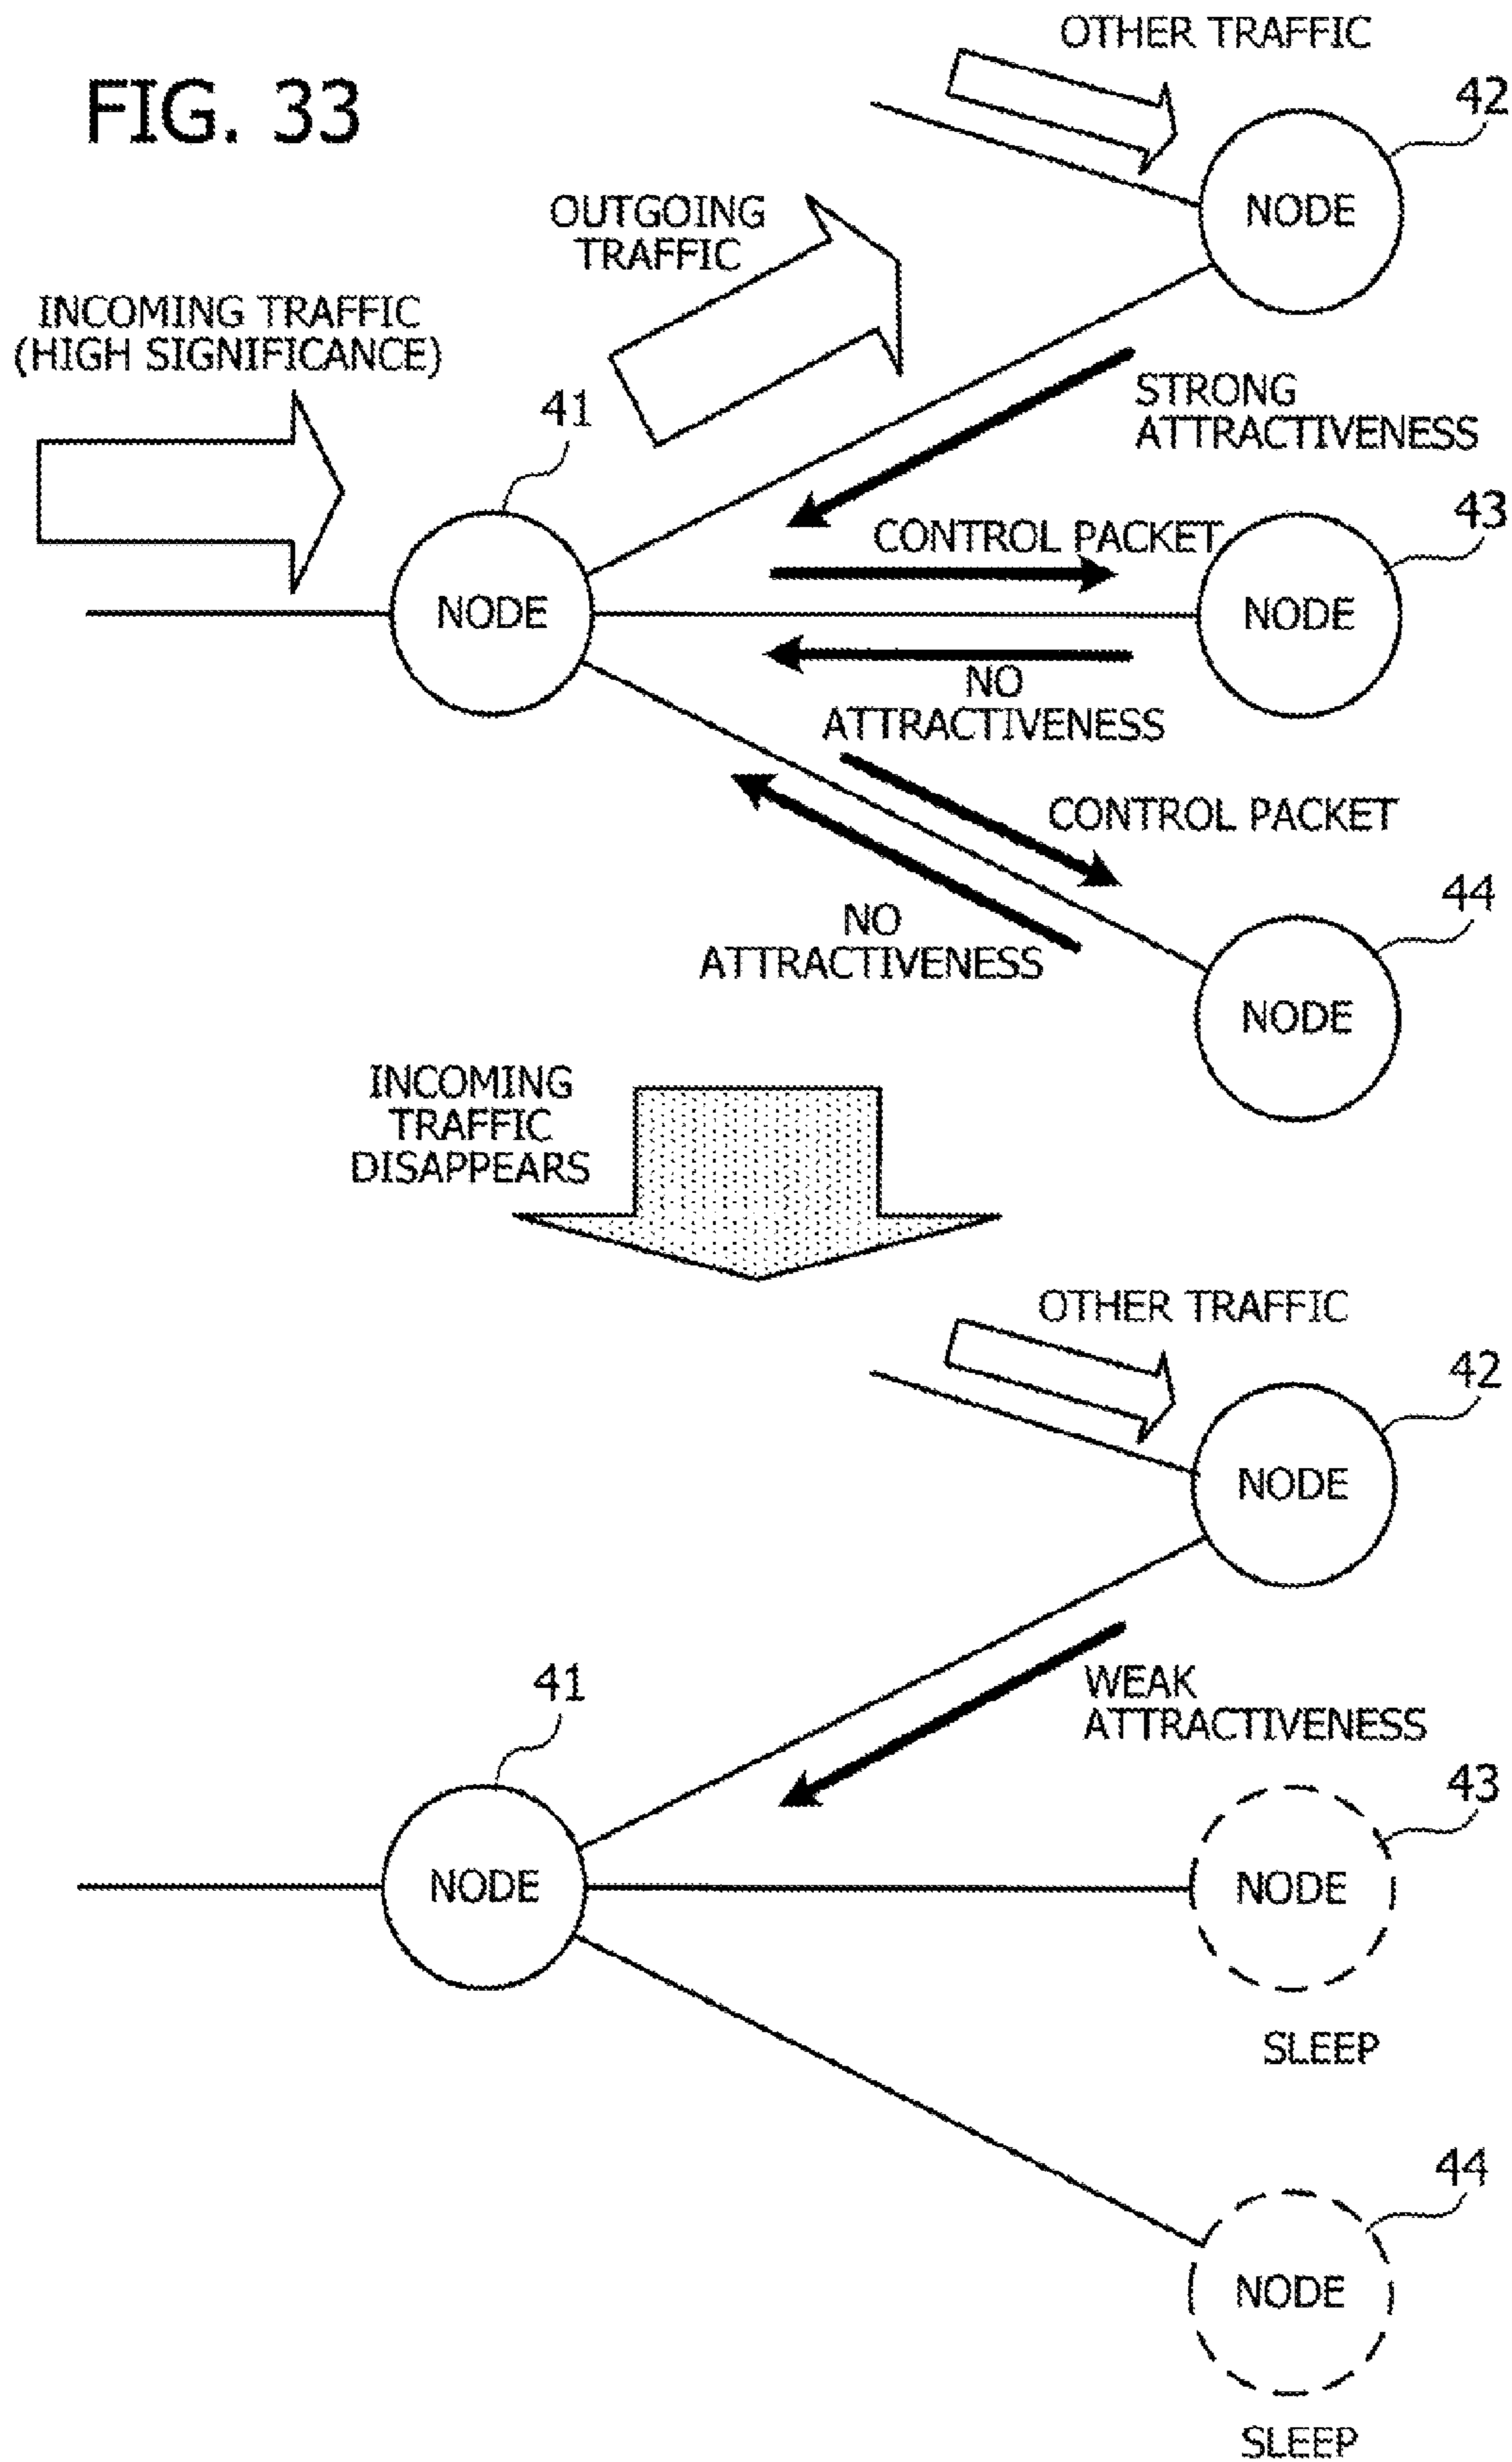 FIG. 33
OTHER TRAFFIC
42
NODE
OUTGOING
TRAFFIC
INCOMING TRAFFIC
(HIGH SIGNIFICANCE)
STRONG
ATTRACTIVENESS
41
NODE
43
CONTROL PACKET
NODE
NO
ATTRACTIVENESS
CONTROL PACKET
44
NO
ATTRACTIVENESS
NODE
INCOMING
TRAFFIC
DISAPPEARS
OTHER TRAFFIC
42
NODE
WEAK
ATTRACTIVENESS
41
NODE
43
NODE
SLEEP
44
NODE
SLEEP